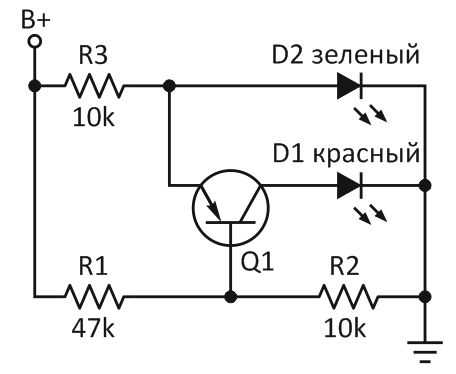 B+
R3
10k
D2 зеленый
D1 красный
Q1
R1
47k
R2
10k